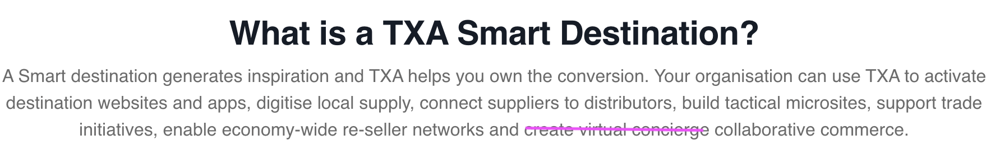 What is a TXA Smart Destination?
A Smart destination generates inspiration and TXA helps you own the conversion. Your organisation can use TXA to activate
destination websites and apps, digitise local supply, connect suppliers to distributors, build tactical microsites, support trade
initiatives, enable economy-wide re-seller networks and create virtual concierge collaborative commerce.